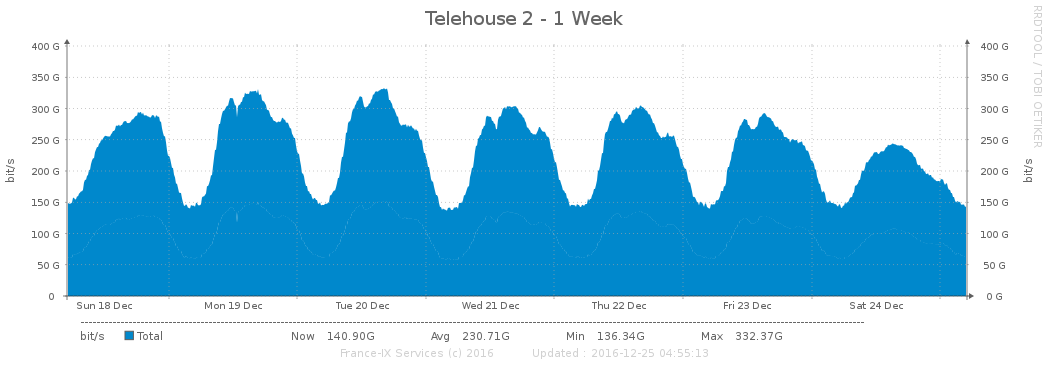 Telehouse 2 - 1 Week
RRDTOOL / TOBI OETIKER
400 G 400 G
350 G 350 G
300 G 300 G
250 G 250 G
200 G 200 G
150 G 150 G
100 G 100 G
50 G 50 G
0 0 G
bit/s bit/s
Sun 18 Dec Mon 19 Dec Tue 20 Dec Wed 21 Dec Thu 22 Dec Fri 23 Dec Sat 24 Dec
bit/s Total Now 140.90G Avg 230.71G Min 136.34G Max 332.37G
France-IX Services (c) 2016 Updated : 2016-12-25 04:55:13